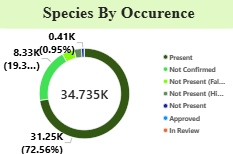 Species By Occurence
0.41K
(0.95%)
8.33K
(19.3...)
34.735K
31.25K
(72.56%)
Present
Not Confirmed
Not Present (Fal...
Not Present (Hi...
Not Present
Approved
In Review